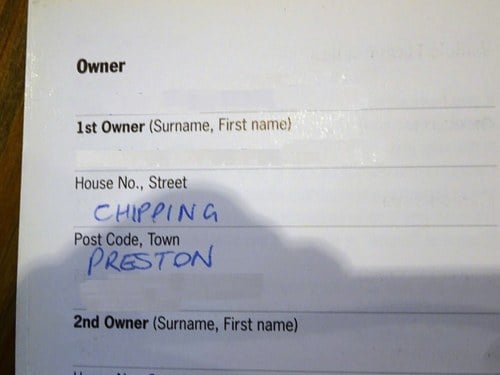 Owner
1st Owner (Surname, First name)
House No., Street
CHIPPING
Post Code, Town
PRESTON
2nd Owner (Surname, First name)